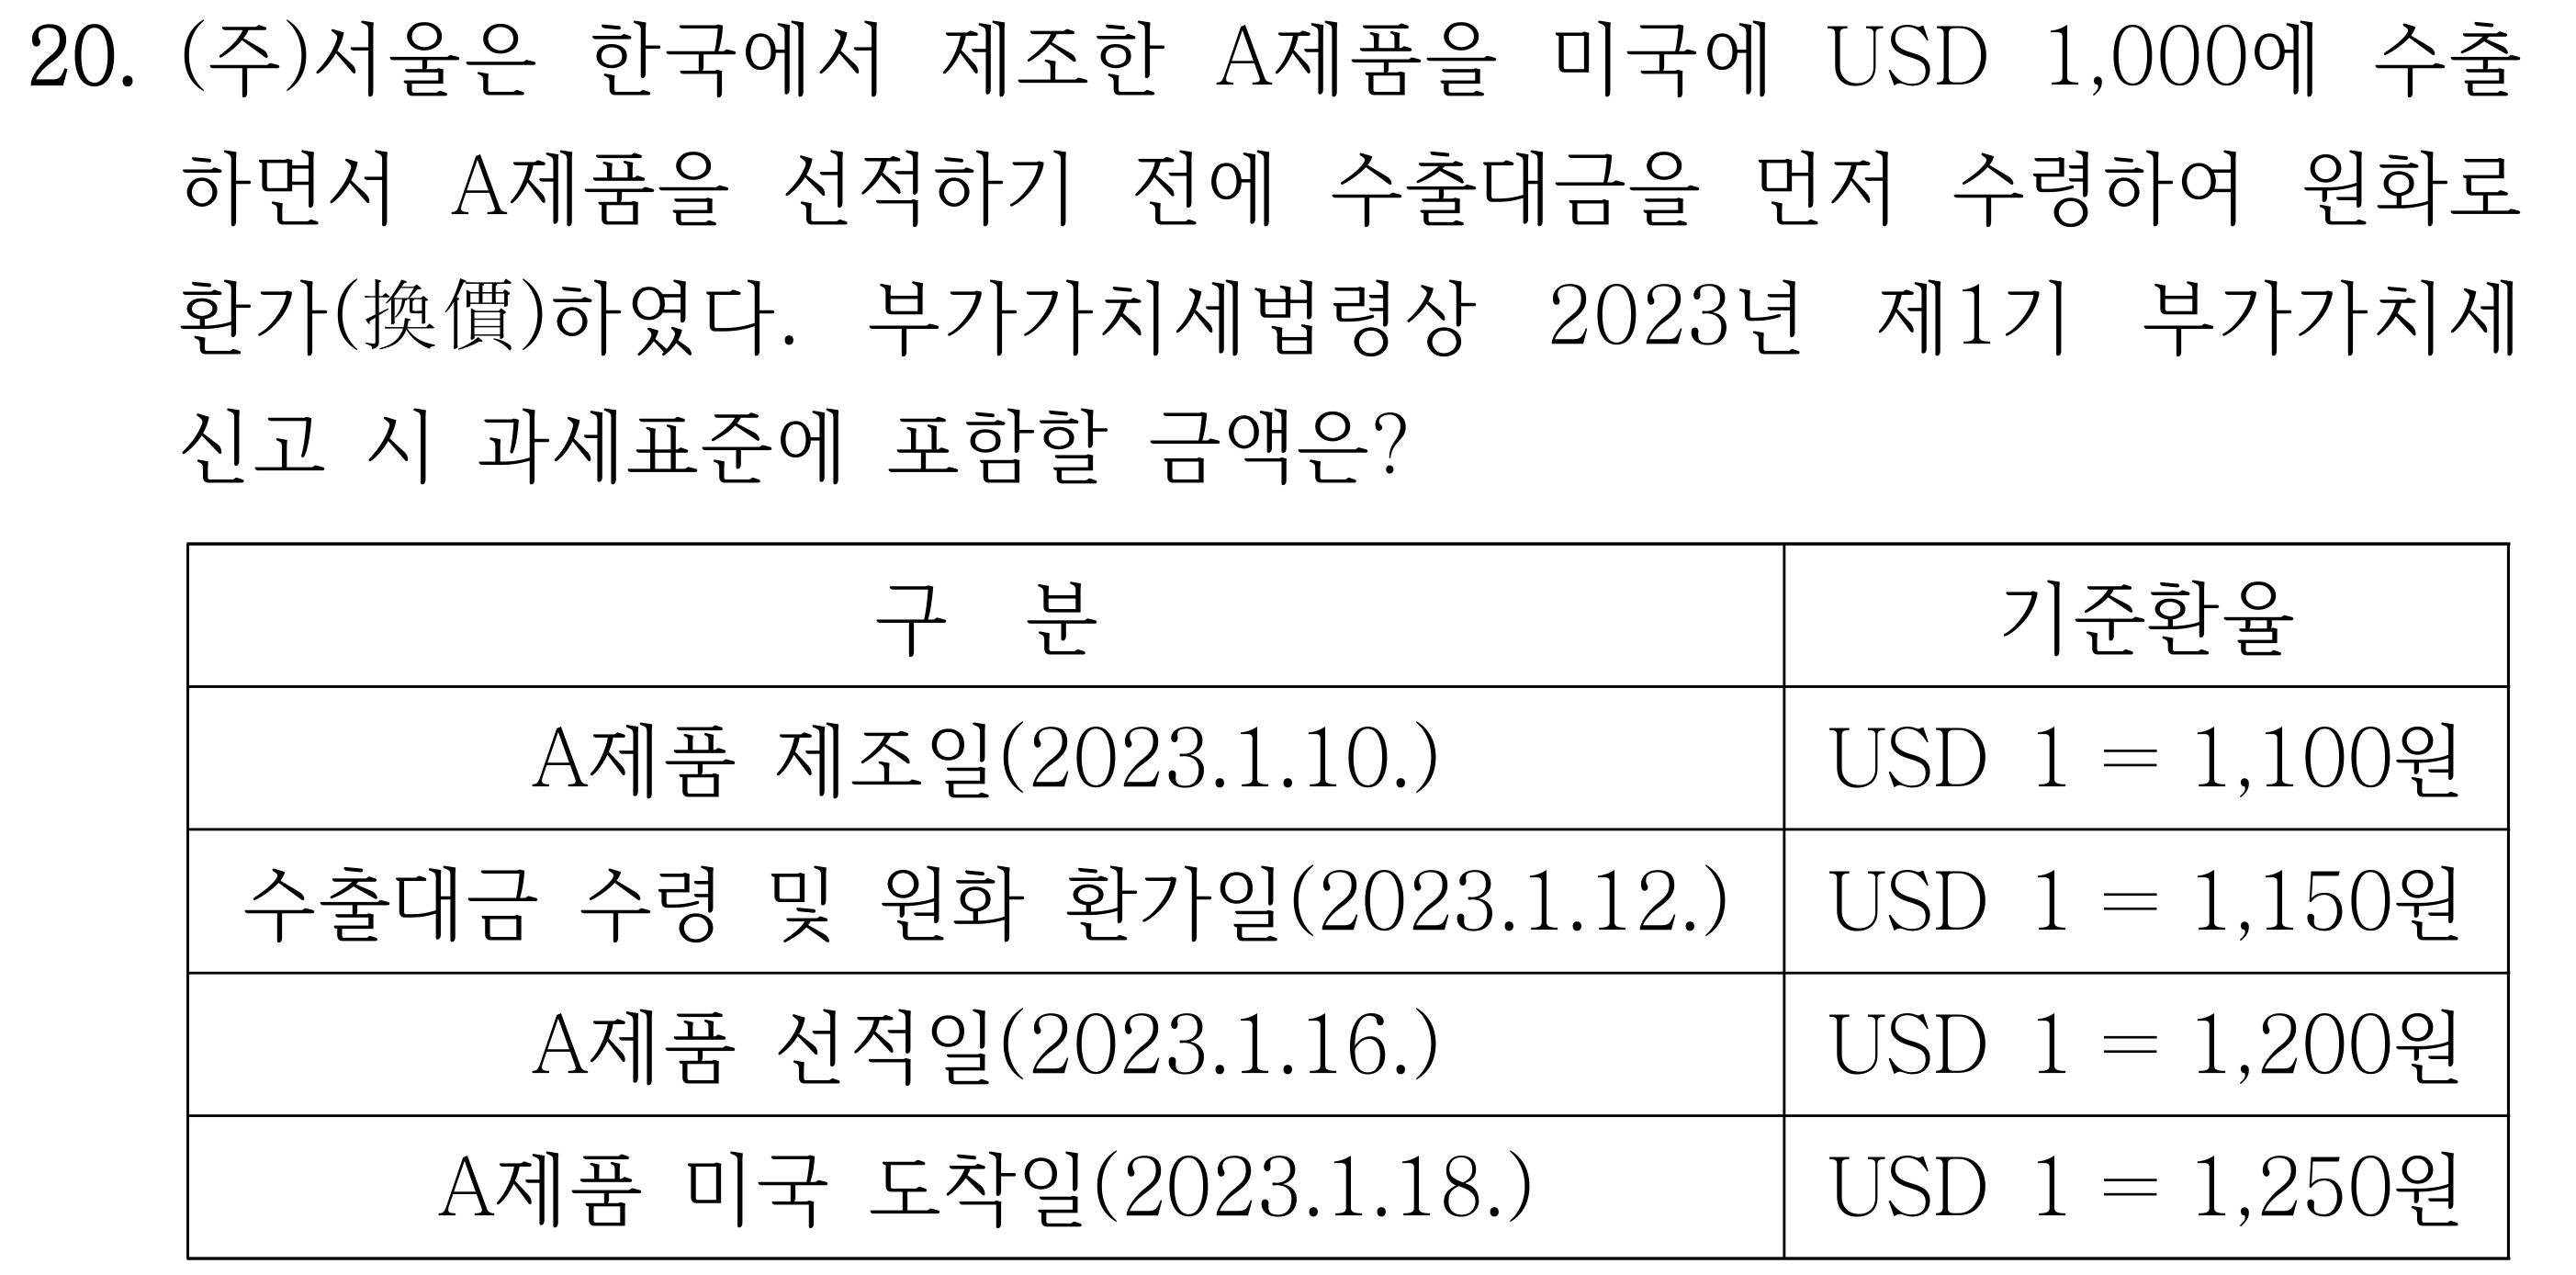 20. (주)서울은 한국에서 제조한 A제품을 미국에 USD 1,000에 수출
하면서 A제품을 선적하기 전에 수출대금을 먼저 수령하여 원화로
환가(換價)하였다. 부가가치세법령상 2023년 제1기 부가가치세
신고 시 과세표준에 포함할 금액은?
구 분 기준환율
A제품 제조일(2023.1.10.) USD 1 = 1,100원
수출대금 수령 및 원화 환가일(2023.1.12.) USD 1 = 1,150원
A제품 선적일(2023.1.16.) USD 1 = 1,200원
A제품 미국 도착일(2023.1.18.) USD 1 = 1,250원